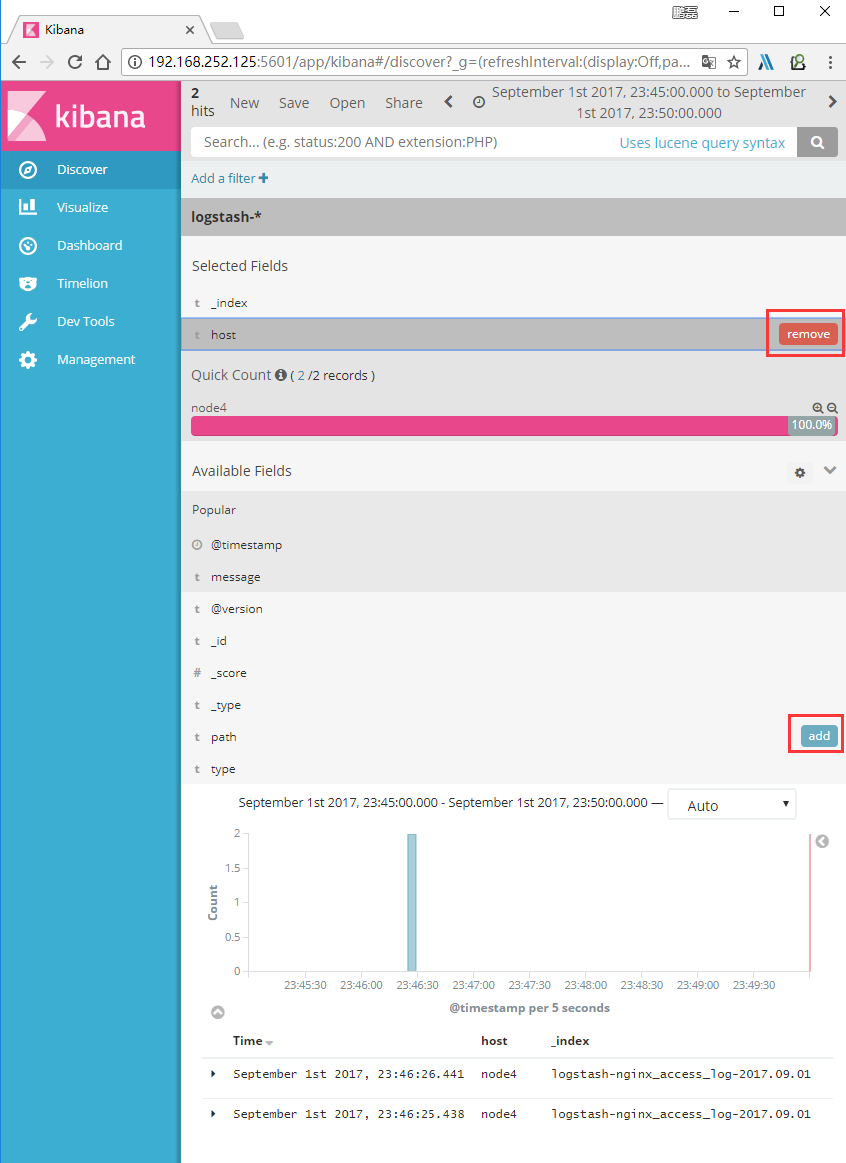 鹏磊
Kibana
192.168.252.125:5601/app/kibana#/discover?_g=(refreshInterval:(display:Off,pa...
kibana
Discover
Visualize
Dashboard
Timelion
Dev Tools
Management
2 hits
New Save Open Share
September 1st 2017, 23:45:00.000 to September
1st 2017, 23:50:00.000
Search... (e.g. status:200 AND extension:PHP) Uses lucene query syntax
Add a filter +
logstash-*
Selected Fields
t _index
t host remove
Quick Count ( 2 /2 records )
node4
100.0%
Available Fields
Popular
@timestamp
t message
t @version
t _id
# _score
t _type
t path add
t type
September 1st 2017, 23:45:00.000 - September 1st 2017, 23:50:00.000 — Auto
2
1.5
1
0.5
0
Count
23:45:30 23:46:00 23:46:30 23:47:00 23:47:30 23:48:00 23:48:30 23:49:00 23:49:30
@timestamp per 5 seconds
Time host _index
September 1st 2017, 23:46:26.441 node4 logstash-nginx_access_log-2017.09.01
September 1st 2017, 23:46:25.438 node4 logstash-nginx_access_log-2017.09.01